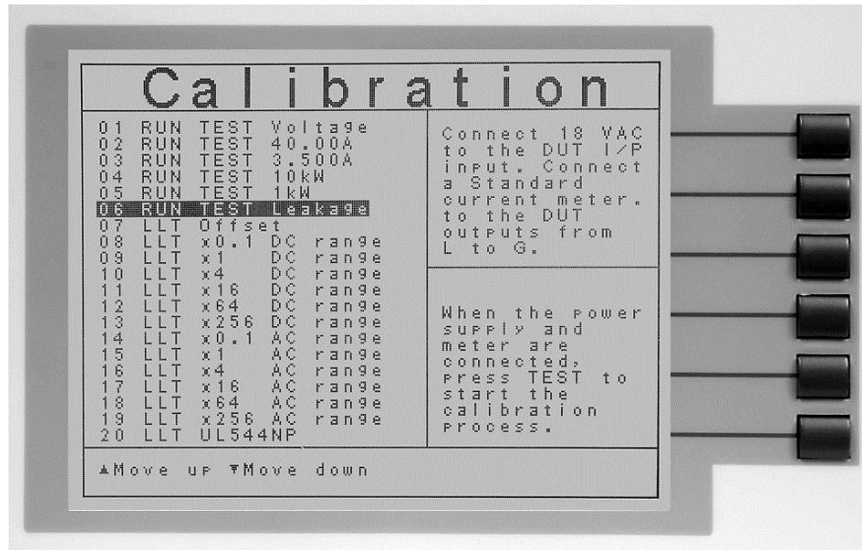 Calibration
01 RUN TEST Voltage
02 RUN TEST 40.00A
03 RUN TEST 3.500A
04 RUN TEST 10kW
05 RUN TEST 1kW
06 RUN TEST Leakage
07 LLT Offset
08 LLT x0.1 DC range
09 LLT x1 DC range
10 LLT x4 DC range
11 LLT x16 DC range
12 LLT x64 DC range
13 LLT x256 DC range
14 LLT x0.1 AC range
15 LLT x1 AC range
16 LLT x4 AC range
17 LLT x16 AC range
18 LLT x64 AC range
19 LLT x256 AC range
20 LLT UL544NP
Connect 18 VAC
to the DUT I/P
input. Connect
a Standard
current meter.
to the DUT
outputs from
L to G.
When the power
supply and
meter are
connected,
press TEST to
start the
calibration
process.
▲Move up ▼Move down